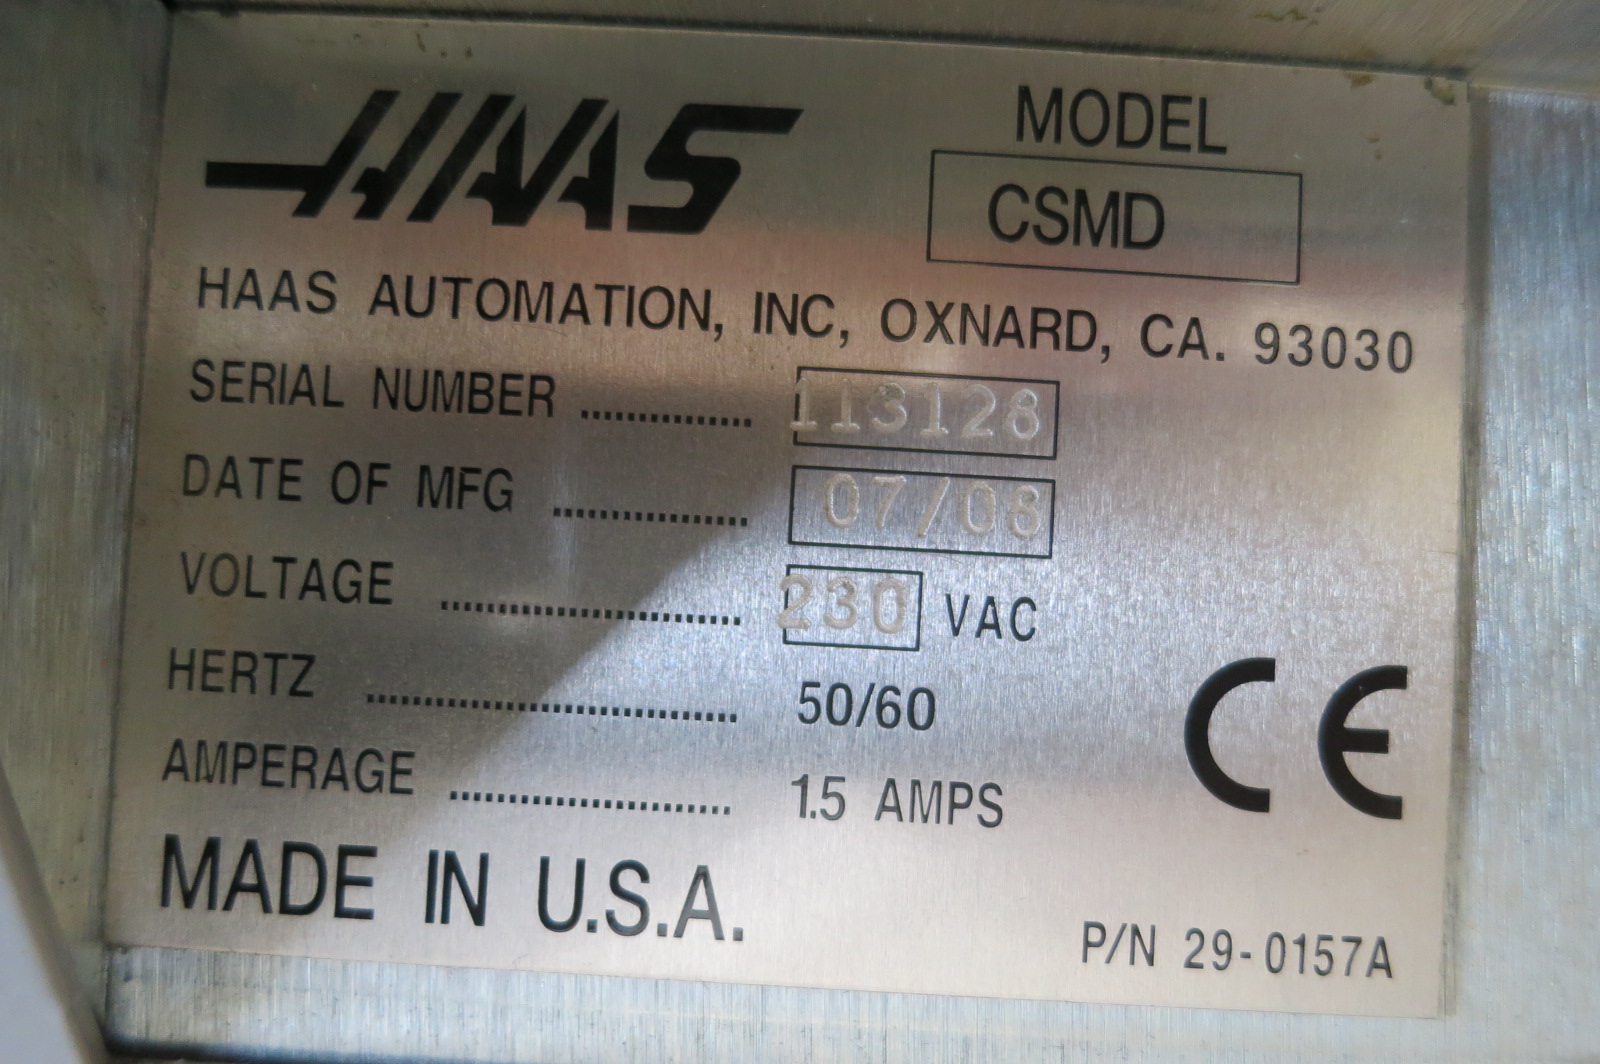 HAAS
MODEL
CSMD
HAAS AUTOMATION, INC, OXNARD, CA. 93030
SERIAL NUMBER ............... 113128
DATE OF MFG ............... 07/08
VOLTAGE ............... 230 VAC
HERTZ ............... 50/60
AMPERAGE ............... 1.5 AMPS
CE
MADE IN U.S.A.
P/N 29-0157A